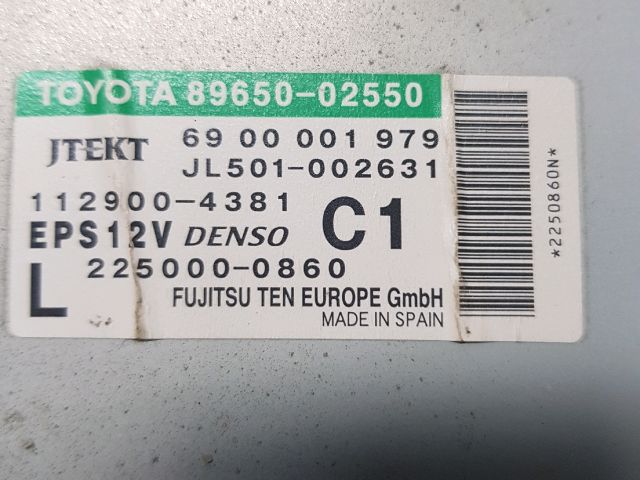 TOYOTA 89650-02550
JTEKT 69 00 001 979
JL501-002631
112900-4381
EPS12V DENSO C1
L 225000-0860
FUJITSU TEN EUROPE GmbH
MADE IN SPAIN
*2250860N*